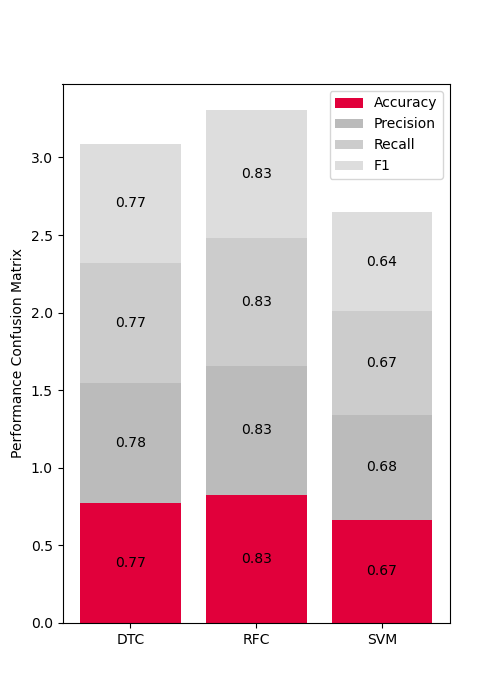 Accuracy
Precision
Recall
F1
Performance Confusion Matrix
3.0
2.5
2.0
1.5
1.0
0.5
0.0
0.77 0.83 0.64
0.77 0.83 0.67
0.78 0.83 0.68
0.77 0.83 0.67
DTC RFC SVM